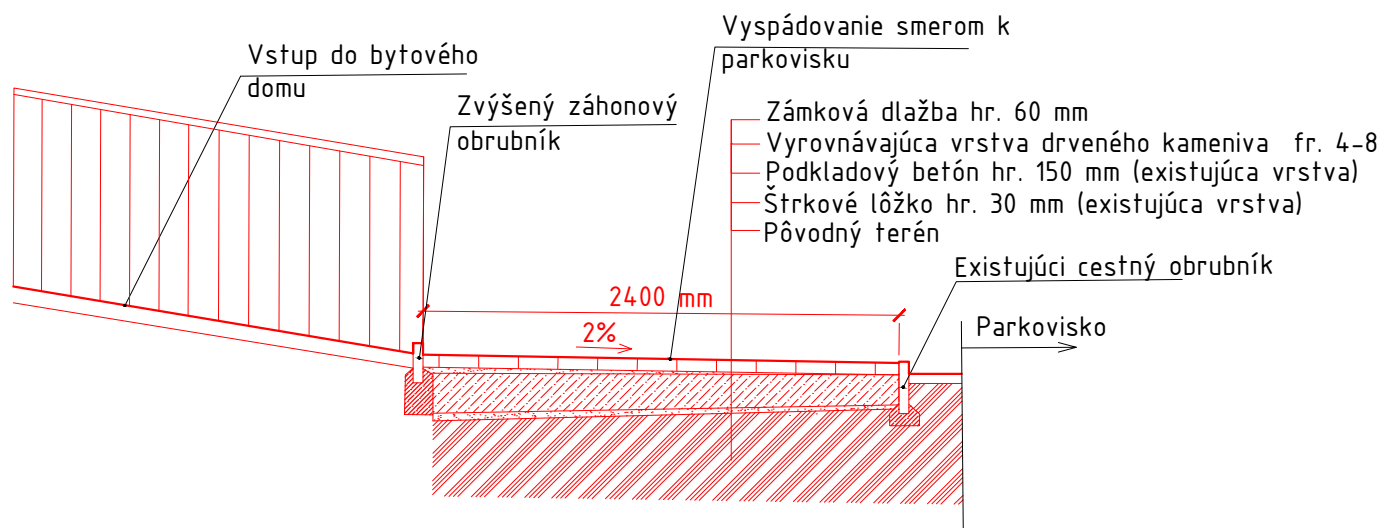 Vyspádovanie smerom k
parkovisku
Vstup do bytového
domu
Zvýšený záhonový
obrubník
Zámková dlažba hr. 60 mm
Vyrovnávajúca vrstva drveného kameniva fr. 4-8
Podkladový betón hr. 150 mm (existujúca vrstva)
Štrkové lôžko hr. 30 mm (existujúca vrstva)
Pôvodný terén
Existujúci cestný obrubník
2400 mm
2%
Parkovisko